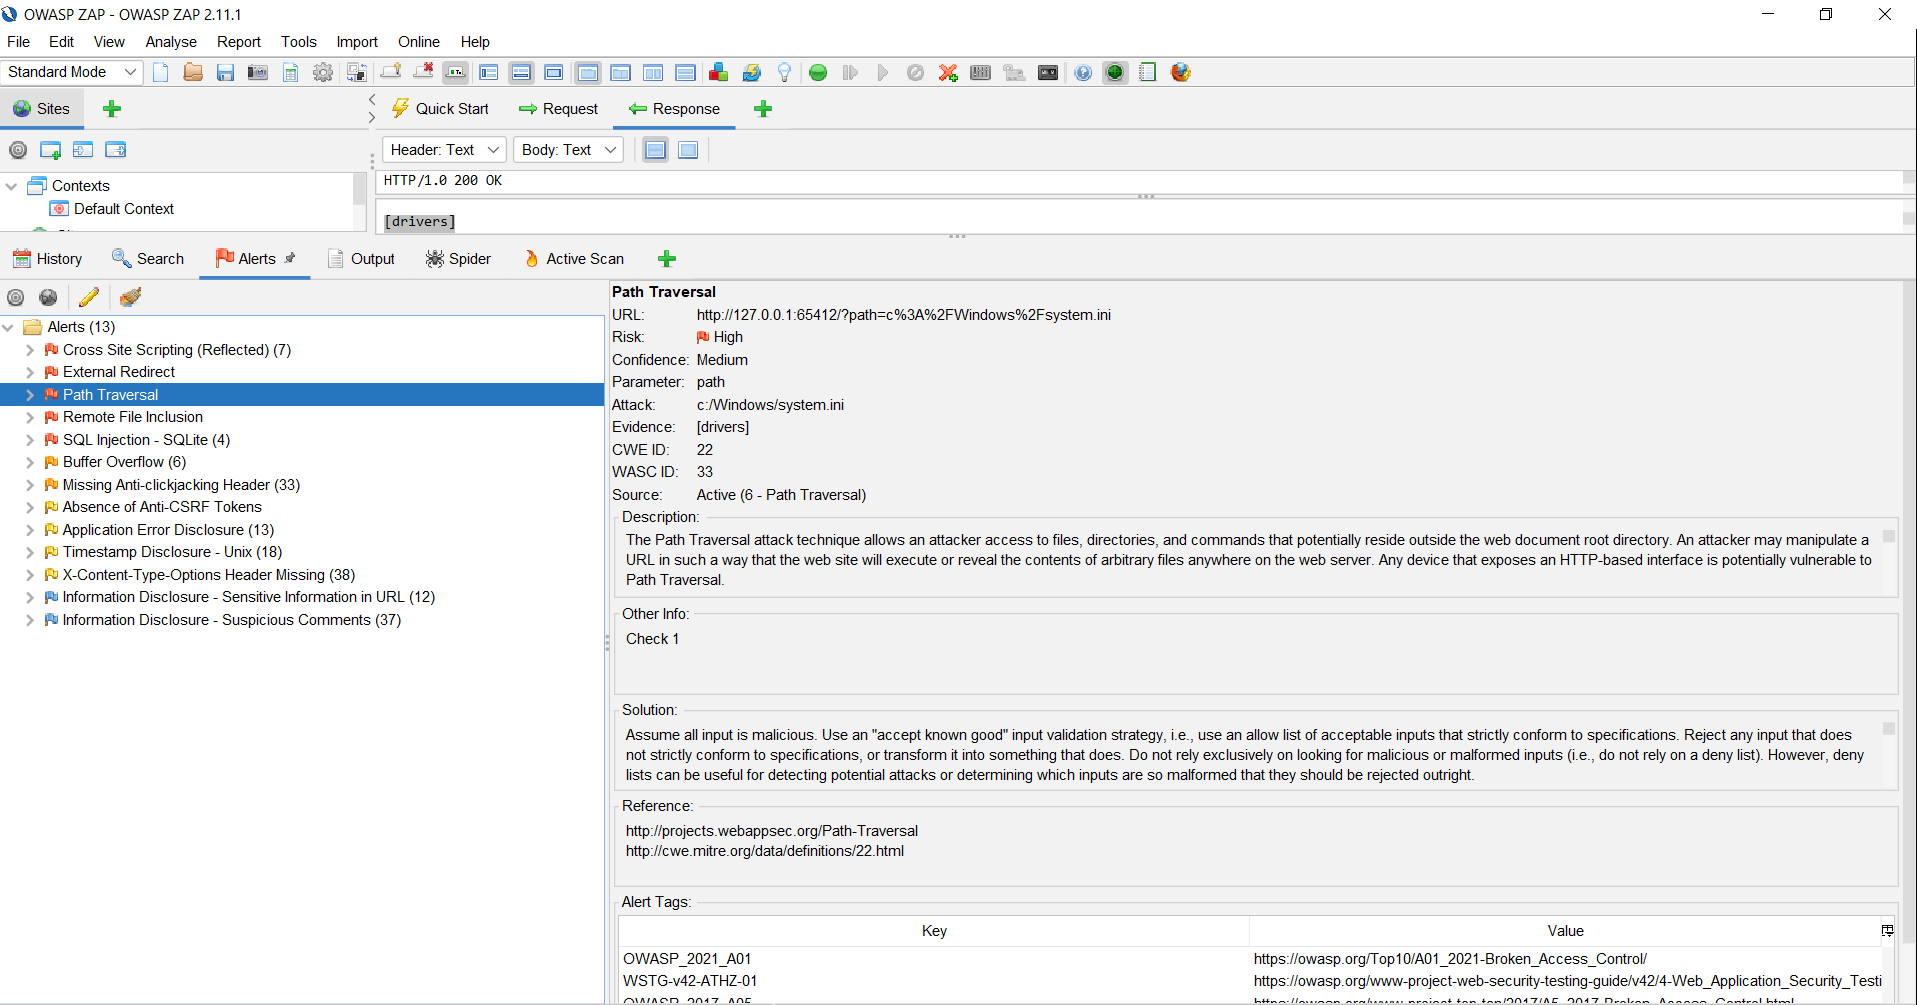 OWASP ZAP - OWASP ZAP 2.11.1
File Edit View Analyse Report Tools Import Online Help
Standard Mode
Sites
Quick Start Request Response
Header: Text Body: Text
Contexts
Default Context
HTTP/1.0 200 OK
[drivers]
History Search Alerts Output Spider Active Scan
Alerts (13)
Cross Site Scripting (Reflected) (7)
External Redirect
Path Traversal
Remote File Inclusion
SQL Injection - SQLite (4)
Buffer Overflow (6)
Missing Anti-clickjacking Header (33)
Absence of Anti-CSRF Tokens
Application Error Disclosure (13)
Timestamp Disclosure - Unix (18)
X-Content-Type-Options Header Missing (38)
Information Disclosure - Sensitive Information in URL (12)
Information Disclosure - Suspicious Comments (37)
Path Traversal
URL: http://127.0.0.1:65412/?path=c%3A%2FWindows%2Fsystem.ini
Risk: High
Confidence: Medium
Parameter: path
Attack: c:/Windows/system.ini
Evidence: [drivers]
CWE ID: 22
WASC ID: 33
Source: Active (6 - Path Traversal)
Description:
The Path Traversal attack technique allows an attacker access to files, directories, and commands that potentially reside outside the web document root directory. An attacker may manipulate a
URL in such a way that the web site will execute or reveal the contents of arbitrary files anywhere on the web server. Any device that exposes an HTTP-based interface is potentially vulnerable to
Path Traversal.
Other Info:
Check 1
Solution:
Assume all input is malicious. Use an "accept known good" input validation strategy, i.e., use an allow list of acceptable inputs that strictly conform to specifications. Reject any input that does
not strictly conform to specifications, or transform it into something that does. Do not rely exclusively on looking for malicious or malformed inputs (i.e., do not rely on a deny list). However, deny
lists can be useful for detecting potential attacks or determining which inputs are so malformed that they should be rejected outright.
Reference:
http://projects.webappsec.org/Path-Traversal
http://cwe.mitre.org/data/definitions/22.html
Alert Tags:
Key Value
OWASP_2021_A01 https://owasp.org/Top10/A01_2021-Broken_Access_Control/
WSTG-v42-ATHZ-01 https://owasp.org/www-project-web-security-testing-guide/v42/4-Web_Application_Security_Testi
OWASP_2017_A05 https://owasp.org/www-project-top-ten/2017/A5_2017-Broken_Access_Control.html